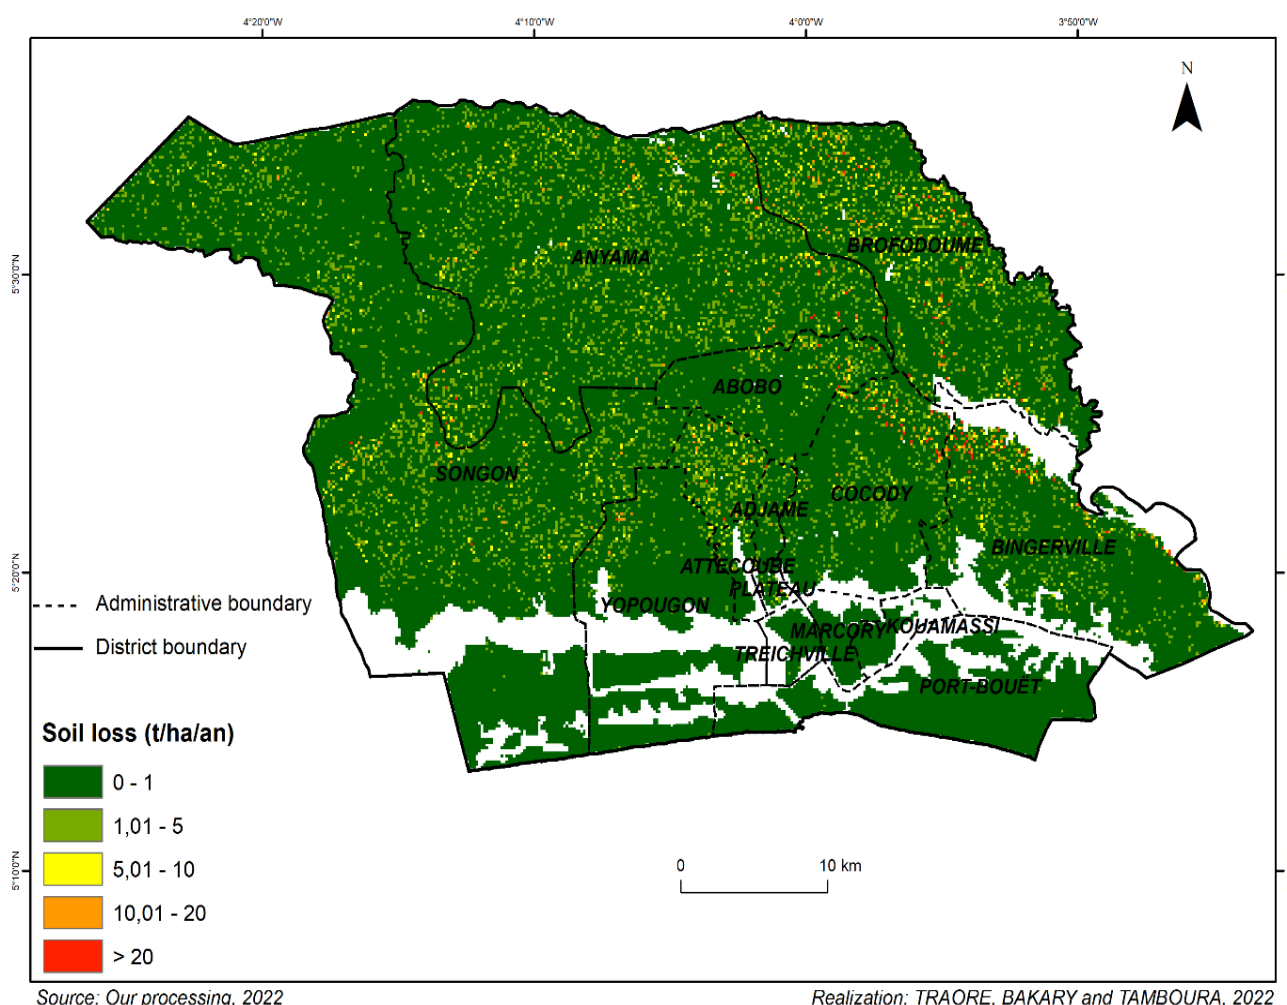 4°20'0"W 4°10'0"W 4°0'0"W 3°50'0"W
N
BROFODOUME
ANYAMA
5°30'0"N
ABOBO
SONGON
COCODY
ADJAME
BINGERVILLE
ATTECOUBE
5°20'0"N
PLATEAU
Administrative boundary
YOPOUGON
MARCORY
KOUAMASSI
District boundary
TREICHVILLE
PORT-BOUËT
Soil loss (t/ha/an)
0 - 1
1,01 - 5
5,01 - 10
10,01 - 20
> 20
0 10 km
5°10'0"N
Source: Our processing, 2022
Realization: TRAORE, BAKARY and TAMBOURA, 2022